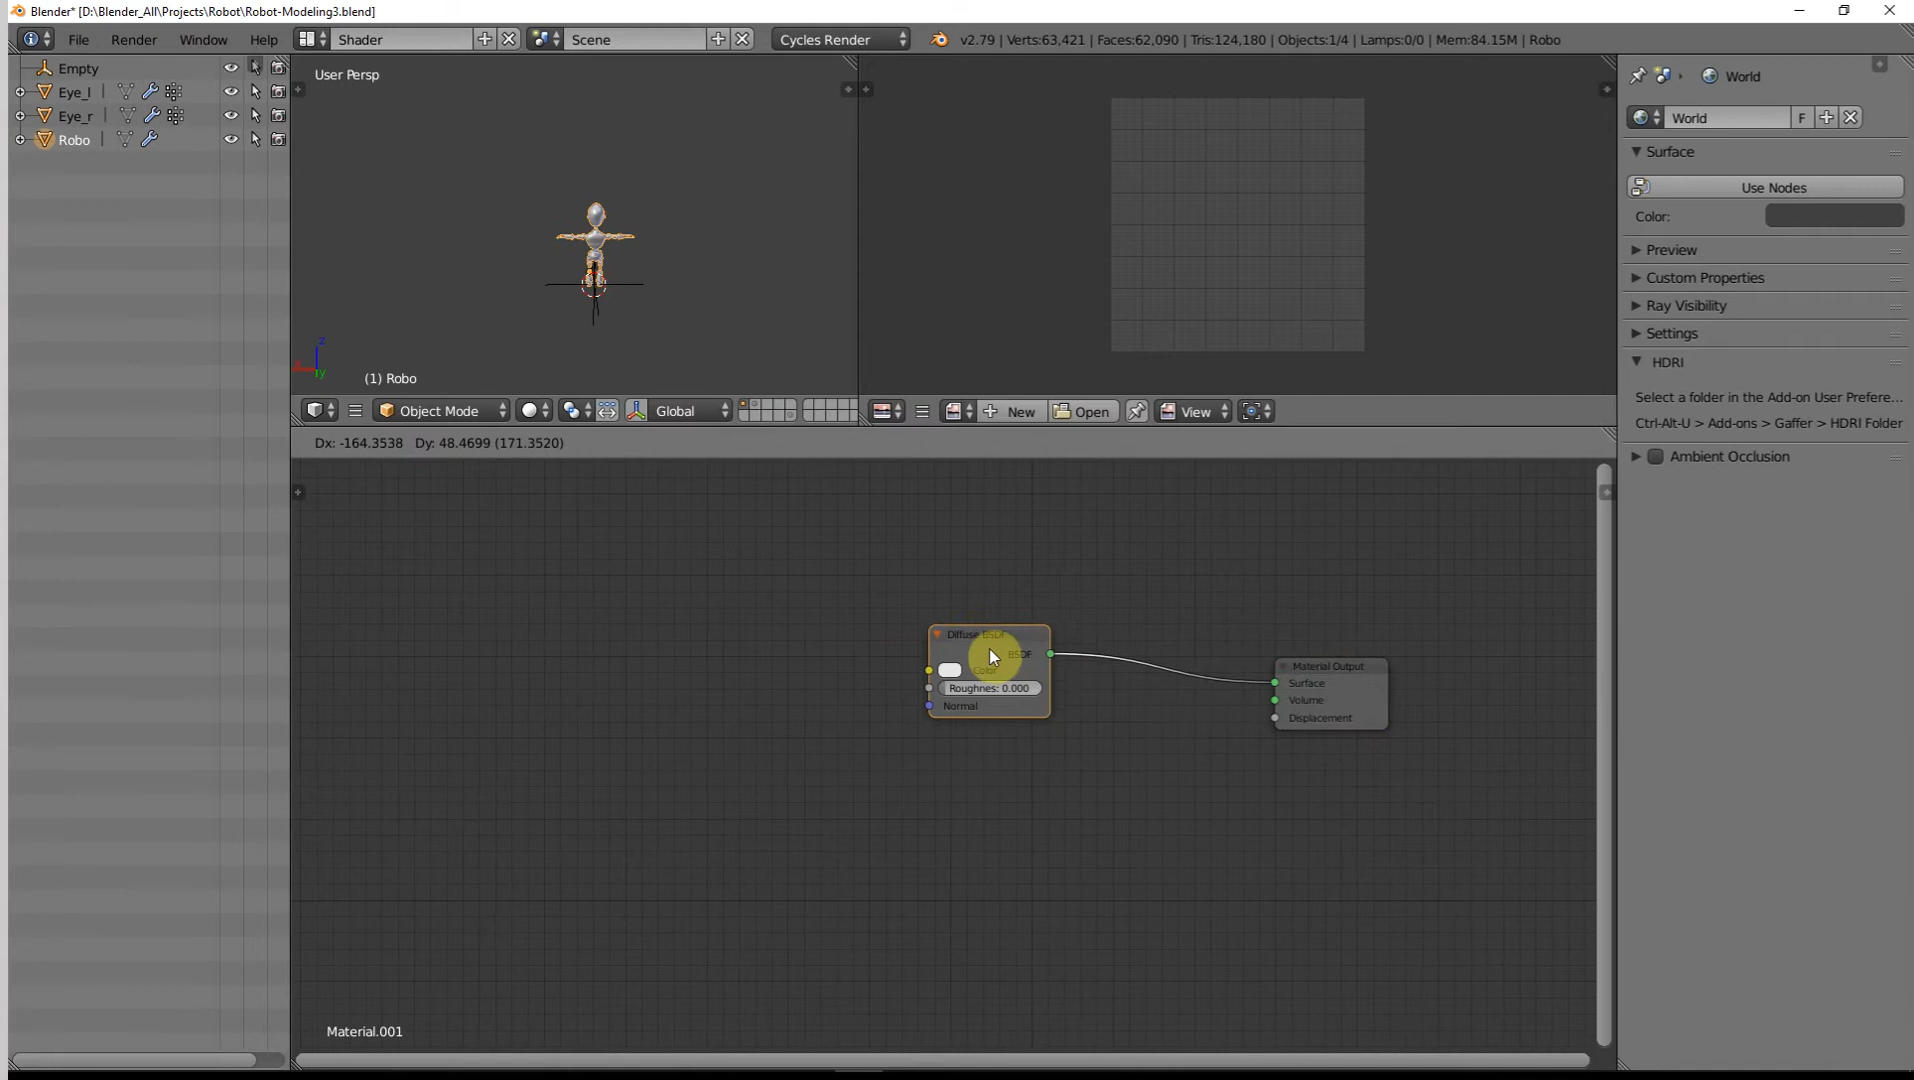 Blender* [D:\Blender_All\Projects\Robot\Robot-Modeling3.blend]
File Render Window Help Shader Scene Cycles Render v2.79 | Verts:63,421 | Faces:62,090 | Tris:124,180 | Objects:1/4 | Lamps:0/0 | Mem:84.15M | Robo
Empty
Eye_l
Eye_r
Robo
User Persp
z
y
(1) Robo
Object Mode Global
New Open View
Dx: -164.3538 Dy: 48.4699 (171.3520)
Diffuse BSDF
BSDF
Color
Roughnes: 0.000
Normal
Material Output
Surface
Volume
Displacement
Material.001
World
World F
Surface
Use Nodes
Color:
Preview
Custom Properties
Ray Visibility
Settings
HDRI
Select a folder in the Add-on User Prefere...
Ctrl-Alt-U > Add-ons > Gaffer > HDRI Folder
Ambient Occlusion